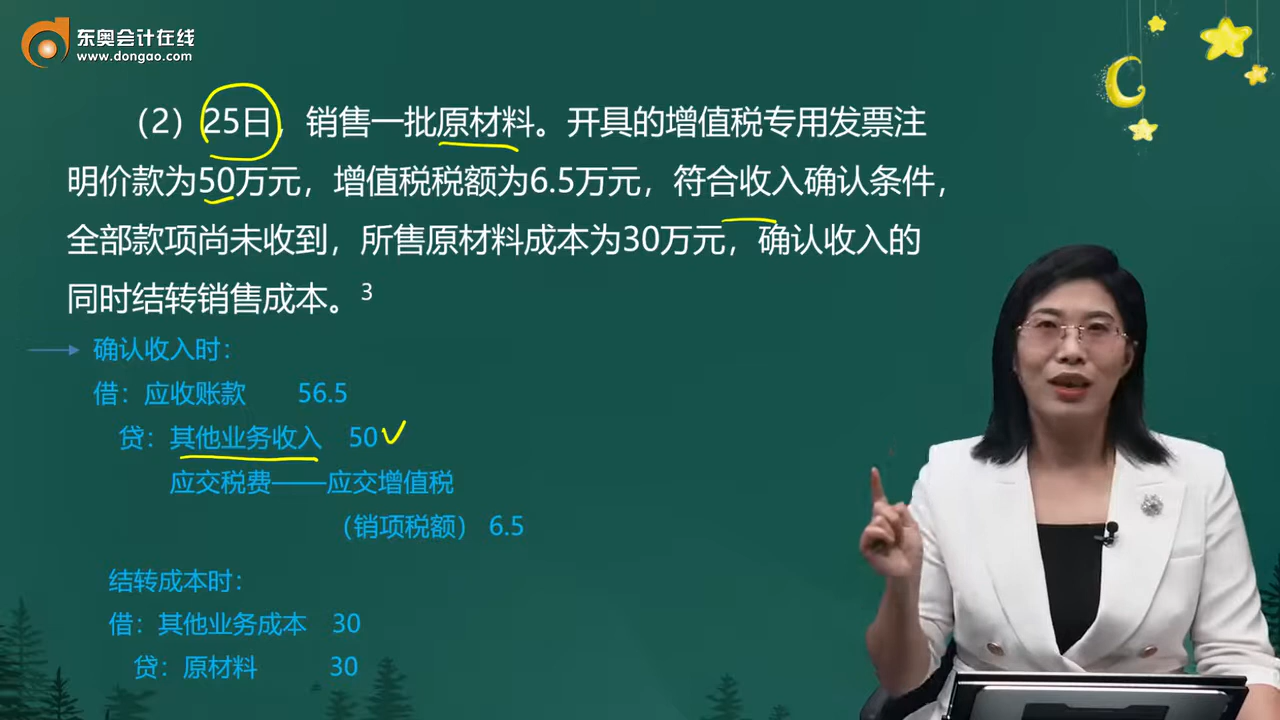 东奥会计在线
www.dongao.com
（2）25日，销售一批原材料。开具的增值税专用发票注
明价款为50万元，增值税税额为6.5万元，符合收入确认条件，
全部款项尚未收到，所售原材料成本为30万元，确认收入的
同时结转销售成本。3
确认收入时：
借：应收账款 56.5
贷：其他业务收入 50
应交税费——应交增值税
（销项税额） 6.5
结转成本时：
借：其他业务成本 30
贷：原材料 30